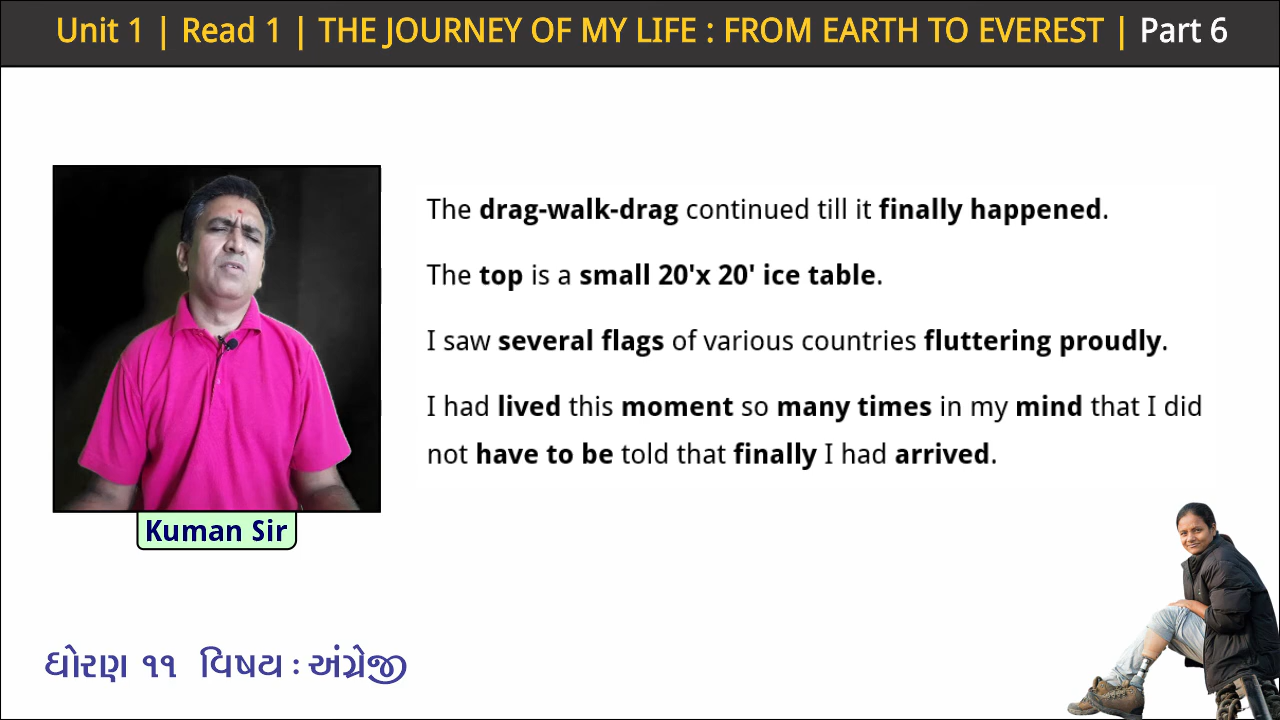 Unit 1 | Read 1 | THE JOURNEY OF MY LIFE : FROM EARTH TO EVEREST | Part 6
The drag-walk-drag continued till it finally happened.
The top is a small 20'x 20' ice table.
I saw several flags of various countries fluttering proudly.
I had lived this moment so many times in my mind that I did
not have to be told that finally I had arrived.
Kuman Sir
ધોરણ ૧૧ વિષય : અંગ્રેજી